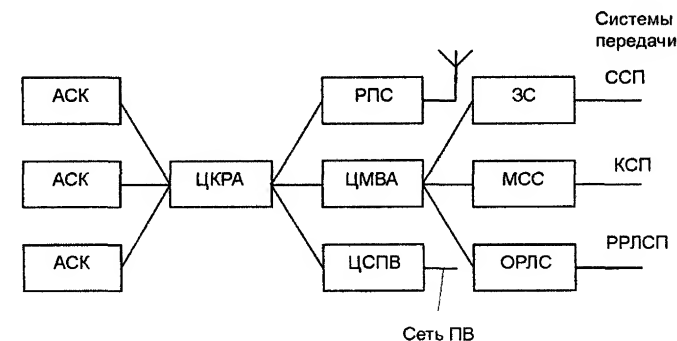 Системы
передачи
АСК
РПС
ЗС
ССП
АСК
ЦКРА
ЦМВА
МСС
КСП
АСК
ЦСПВ
ОРЛС
РРЛСП
Сеть ПВ